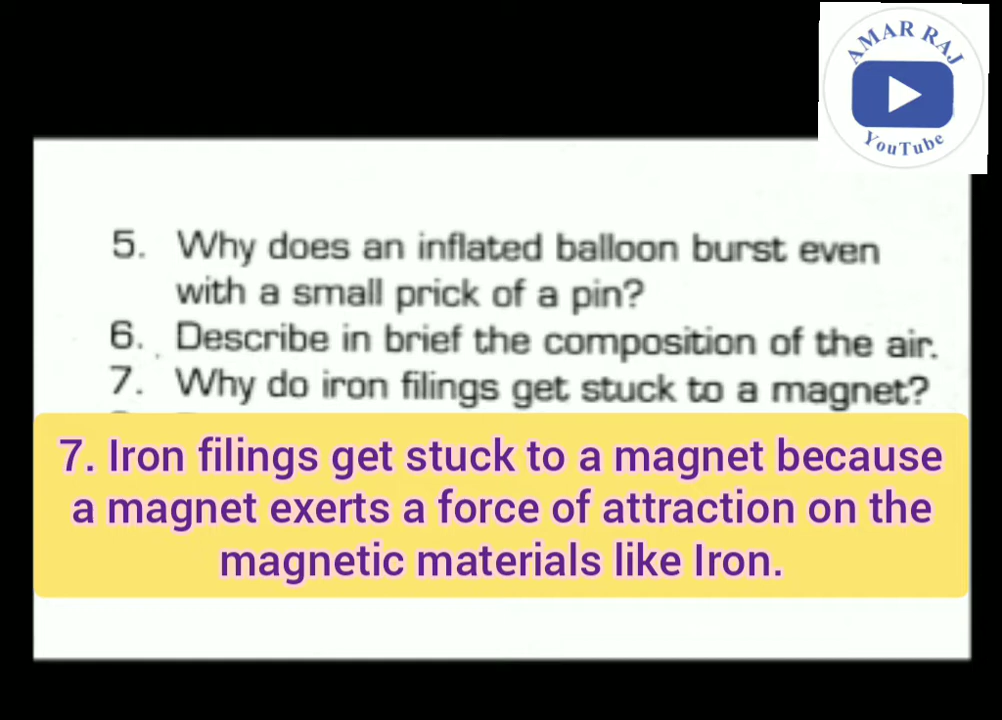 AMAR RAJ
YouTube
5. Why does an inflated balloon burst even
with a small prick of a pin?
6. Describe in brief the composition of the air.
7. Why do iron filings get stuck to a magnet?
7. Iron filings get stuck to a magnet because
a magnet exerts a force of attraction on the
magnetic materials like Iron.